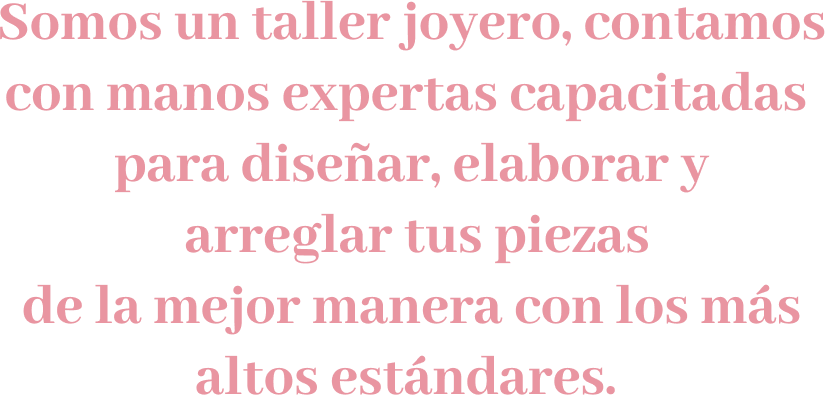 Somos un taller joyero, contamos
con manos expertas capacitadas
para diseñar, elaborar y
arreglar tus piezas
de la mejor manera con los más
altos estándares.